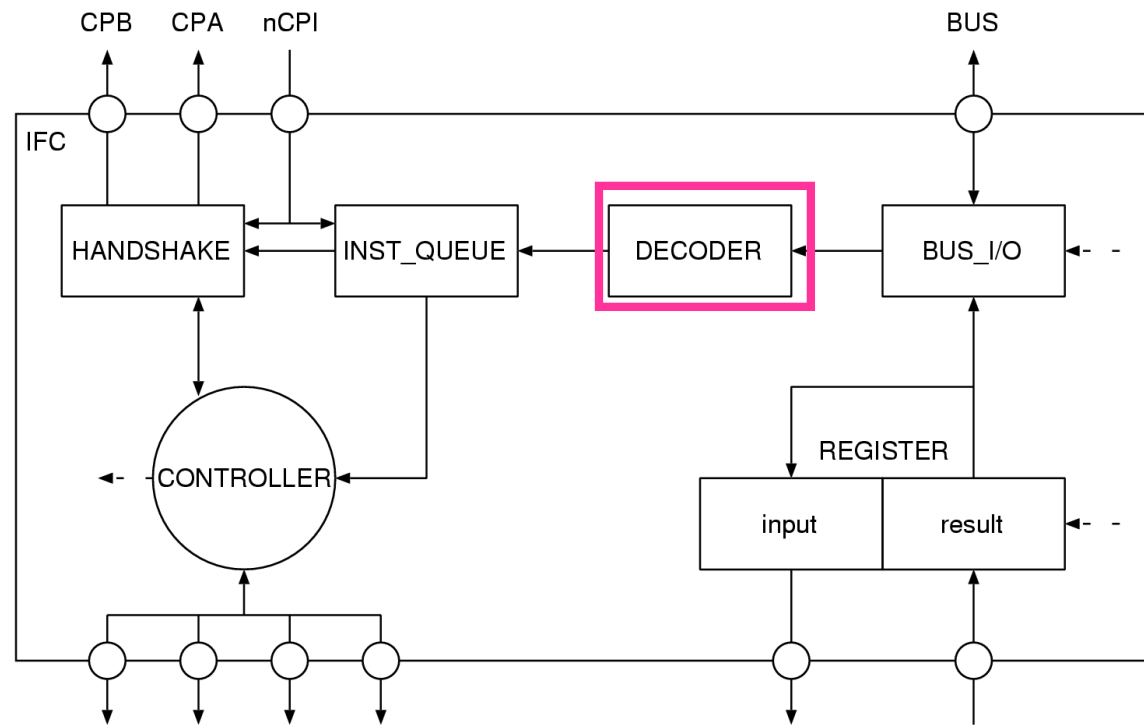 CPB
CPA
nCPI
BUS
IFC
HANDSHAKE
INST_QUEUE
DECODER
BUS_I/O
CONTROLLER
REGISTER
input
result